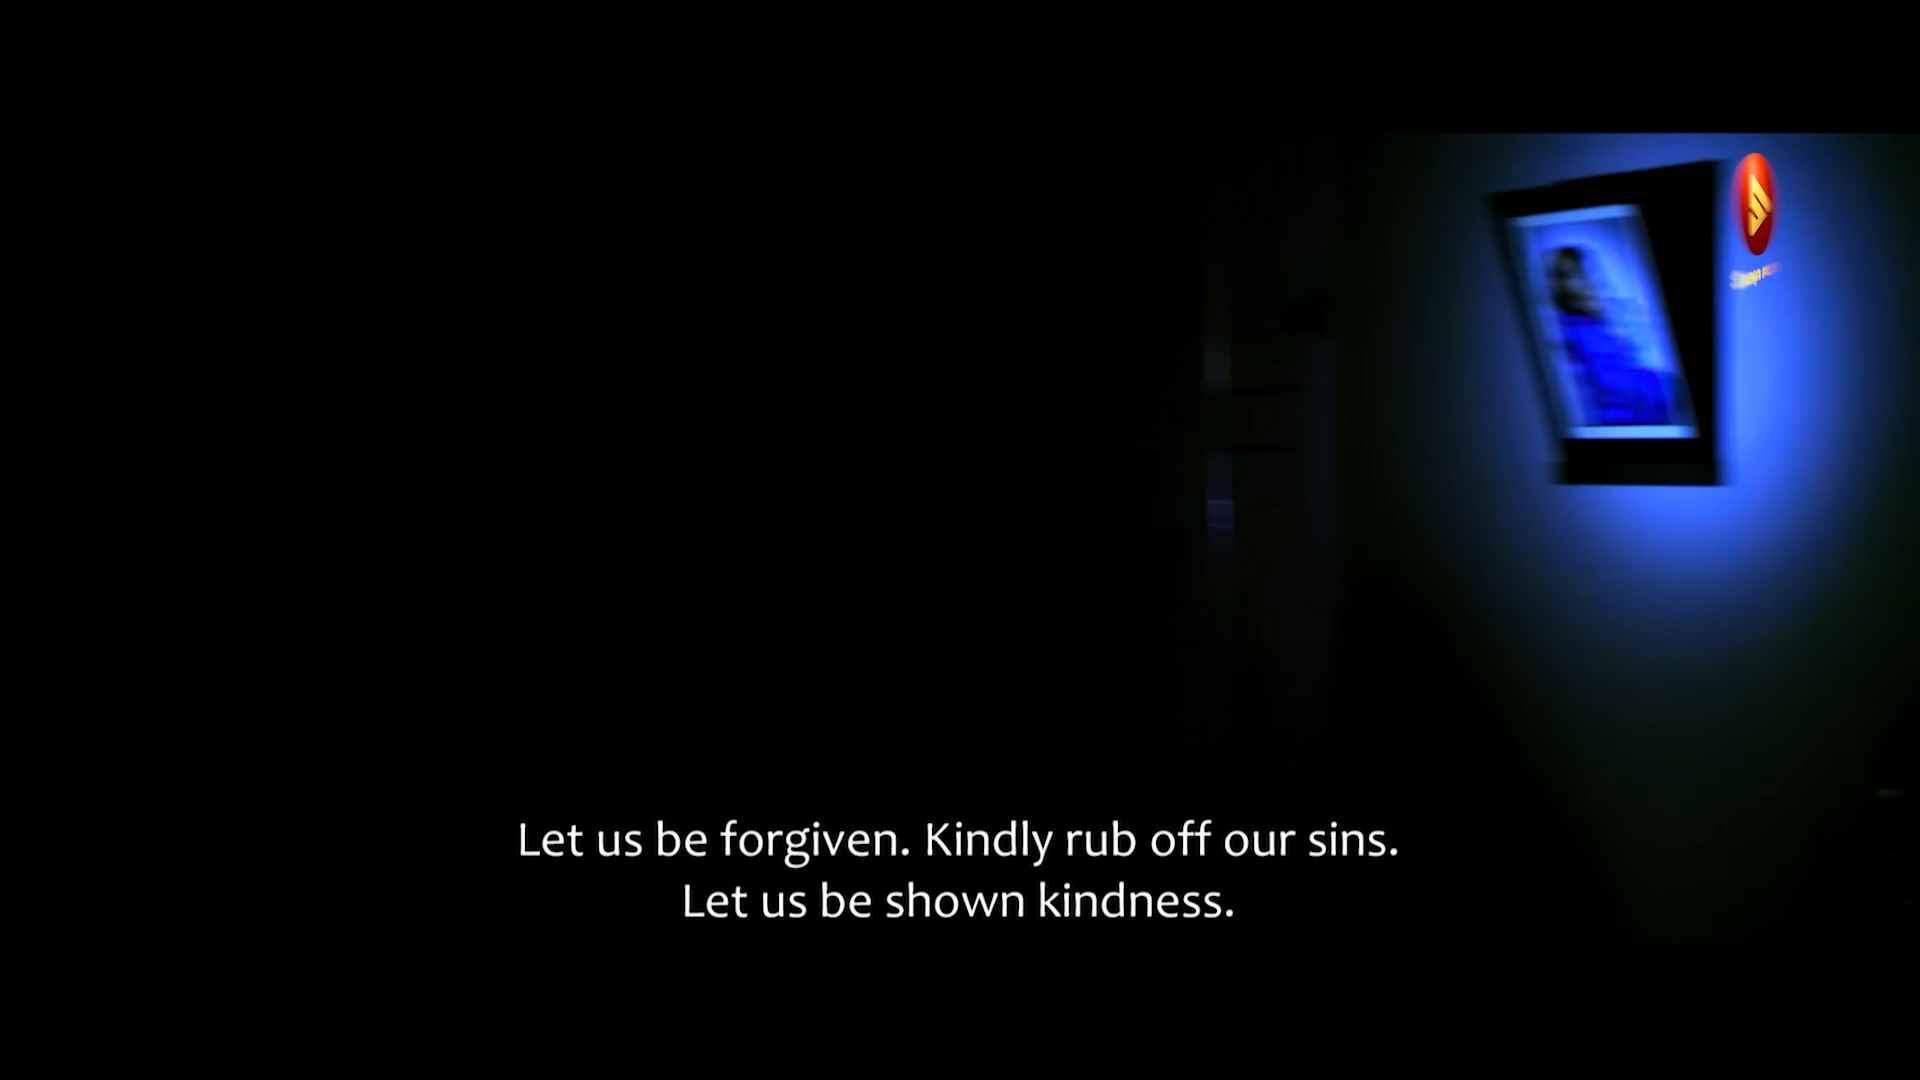 Let us be forgiven. Kindly rub off our sins.
Let us be shown kindness.